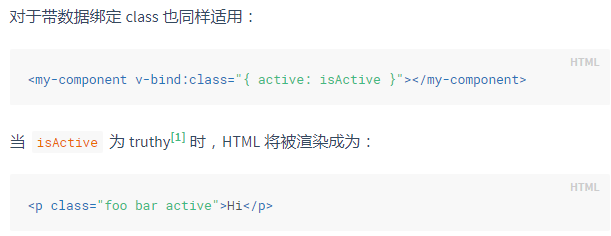 对于带数据绑定 class 也同样适用：
HTML
<my-component v-bind:class="{ active: isActive }"></my-component>
当 isActive 为 truthy[1] 时，HTML 将被渲染成为：
HTML
<p class="foo bar active">Hi</p>